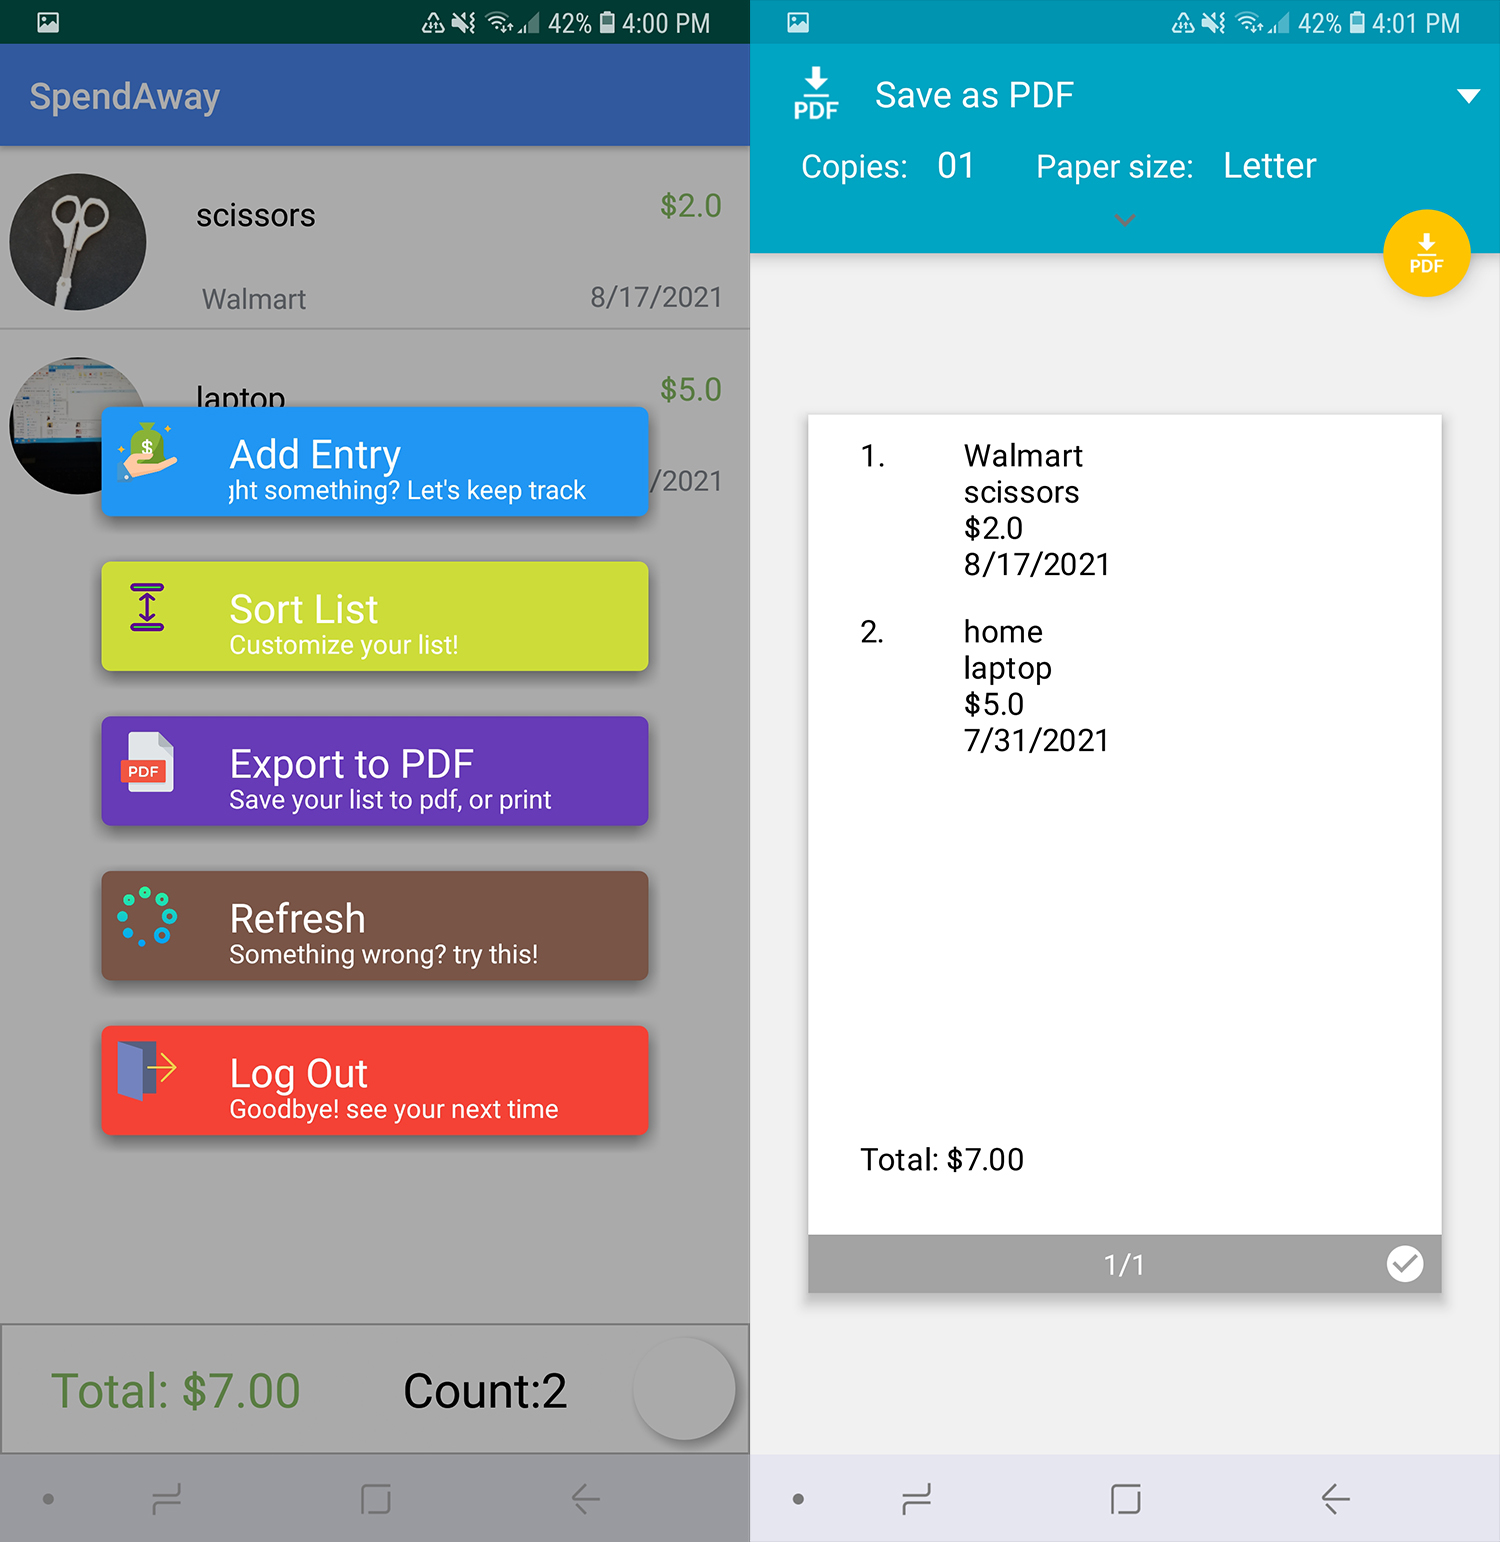 42% 4:00 PM
SpendAway
scissors
$2.0
Walmart
8/17/2021
laptop
$5.0
/2021
Add Entry
ght something? Let's keep track
Sort List
Customize your list!
PDF
Export to PDF
Save your list to pdf, or print
Refresh
Something wrong? try this!
Log Out
Goodbye! see your next time
Total: $7.00
Count:2
42% 4:01 PM
PDF
Save as PDF
Copies: 01
Paper size: Letter
PDF
1. Walmart
scissors
$2.0
8/17/2021
2. home
laptop
$5.0
7/31/2021
Total: $7.00
1/1